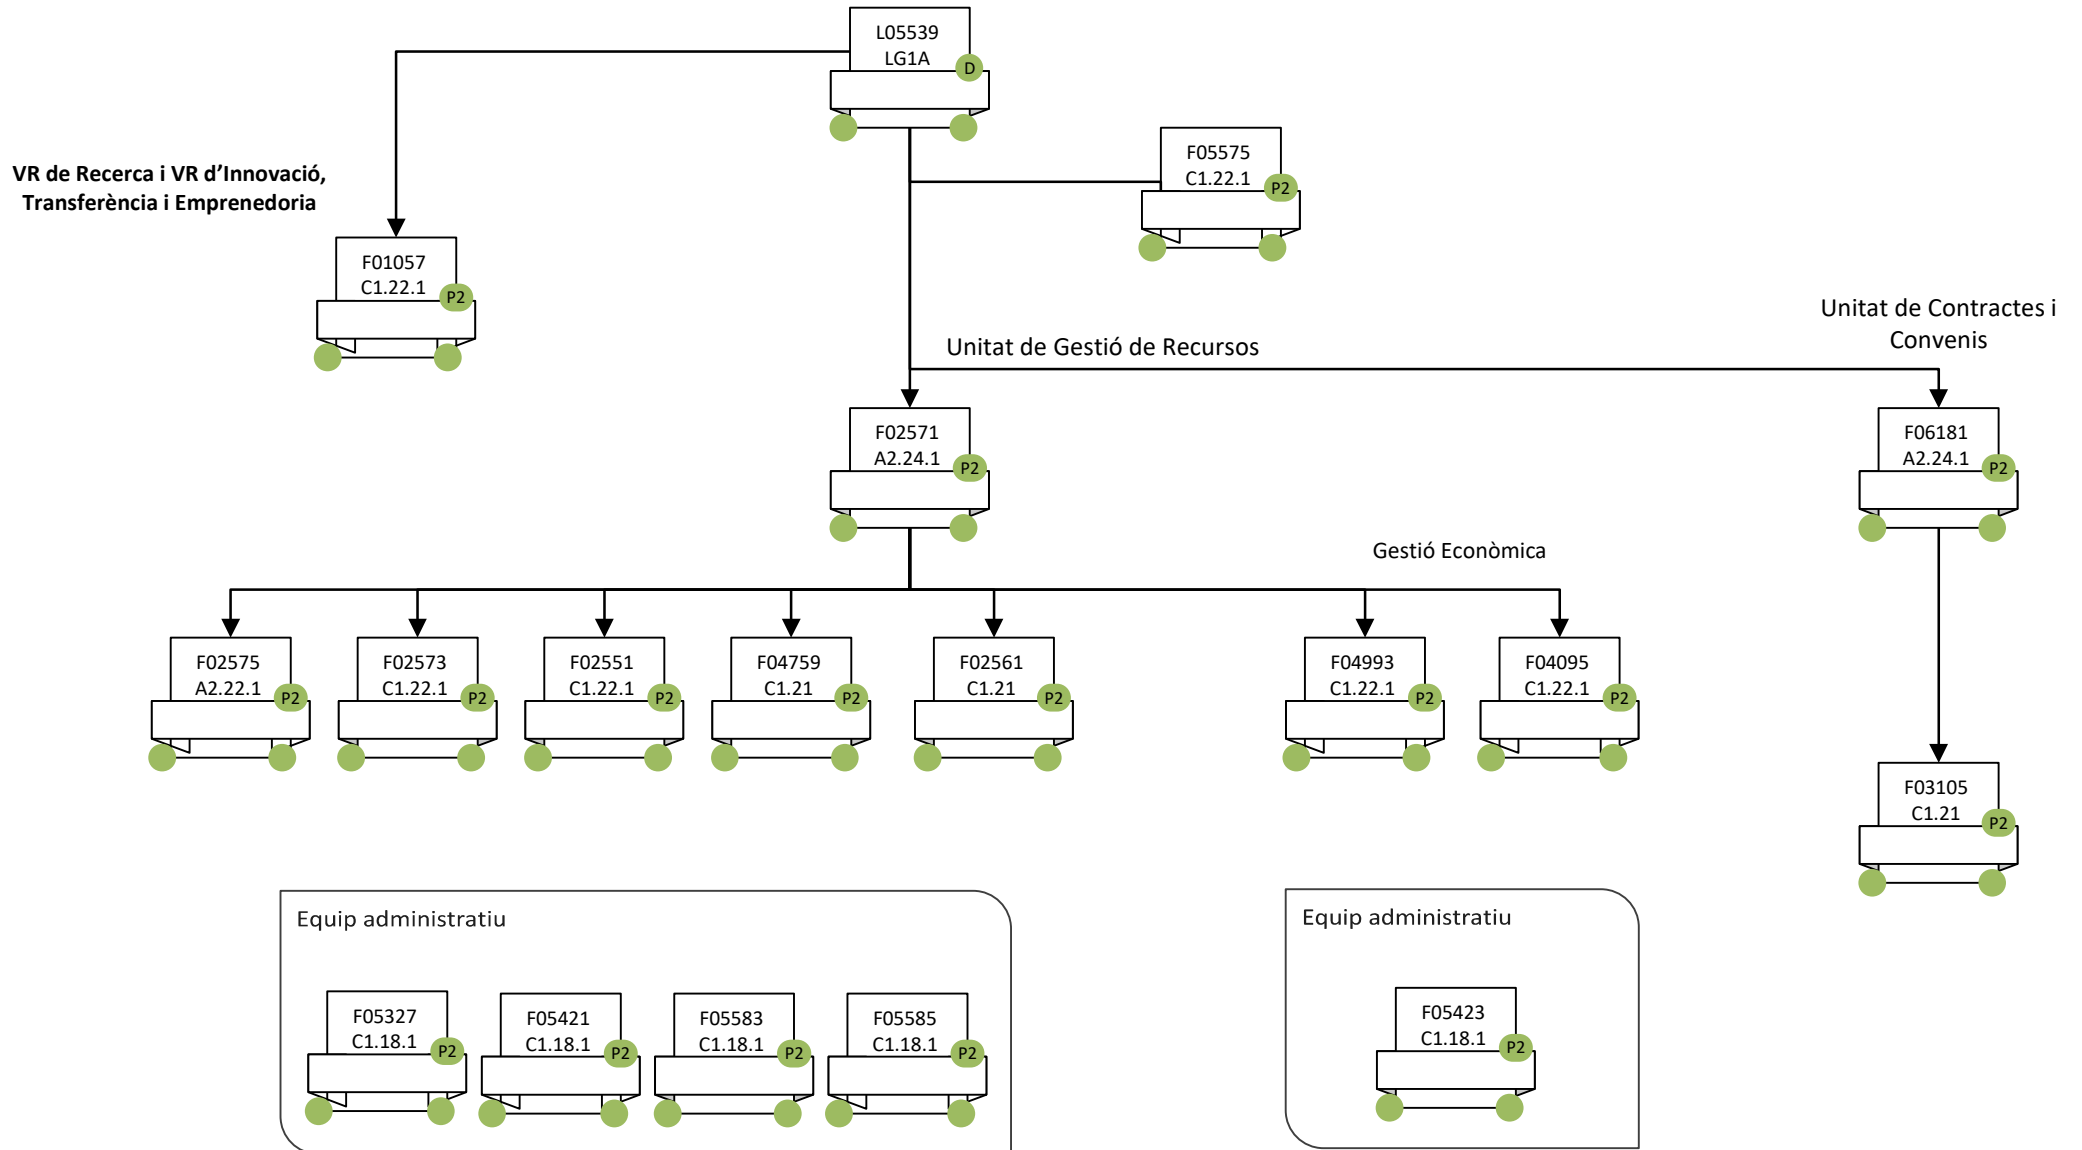 L05539
LG1A
D
F05575
C1.22.1
P2
VR de Recerca i VR d’Innovació,
Transferència i Emprenedoria
F01057
C1.22.1
P2
Unitat de Contractes i
Convenis
Unitat de Gestió de Recursos
F02571
A2.24.1
P2
F06181
A2.24.1
P2
Gestió Econòmica
F02575
A2.22.1
P2
F02573
C1.22.1
P2
F02551
C1.22.1
P2
F04759
C1.21
P2
F02561
C1.21
P2
F04993
C1.22.1
P2
F04095
C1.22.1
P2
F03105
C1.21
P2
Equip administratiu
F05327
C1.18.1
P2
F05421
C1.18.1
P2
F05583
C1.18.1
P2
F05585
C1.18.1
P2
Equip administratiu
F05423
C1.18.1
P2